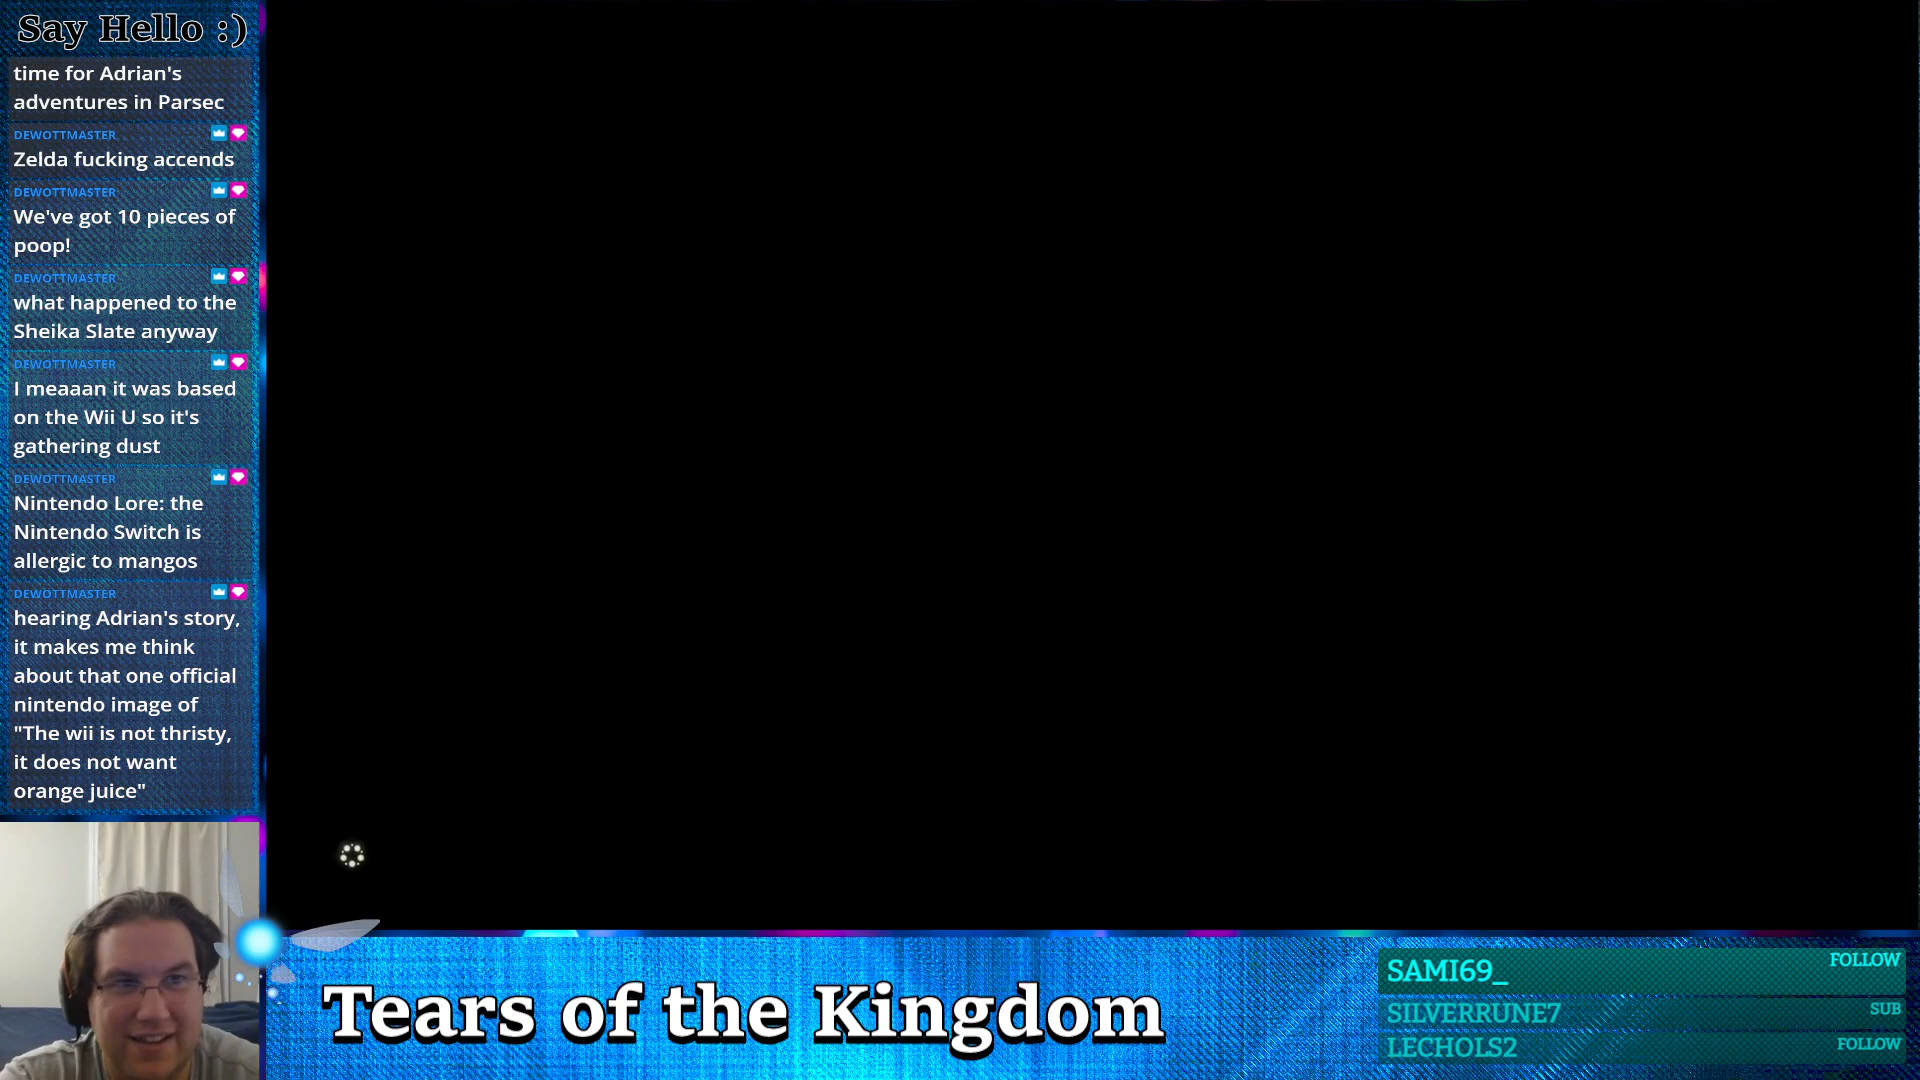 Say Hello :)
time for Adrian's
adventures in Parsec
DEWOTTMASTER
Zelda fucking accends
DEWOTTMASTER
We've got 10 pieces of
poop!
DEWOTTMASTER
what happened to the
Sheika Slate anyway
DEWOTTMASTER
I meaaan it was based
on the Wii U so it's
gathering dust
DEWOTTMASTER
Nintendo Lore: the
Nintendo Switch is
allergic to mangos
DEWOTTMASTER
hearing Adrian's story,
it makes me think
about that one official
nintendo image of
"The wii is not thristy,
it does not want
orange juice"
Tears of the Kingdom
SAMI69_ FOLLOW
SILVERRUNE7 SUB
LECHOLS2 FOLLOW